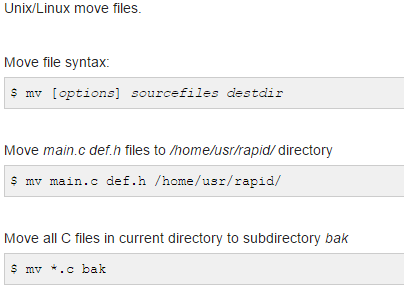 Unix/Linux move files.
Move file syntax:
$ mv [options] sourcefiles destdir
Move main.c def.h files to /home/usr/rapid/ directory
$ mv main.c def.h /home/usr/rapid/
Move all C files in current directory to subdirectory bak
$ mv *.c bak